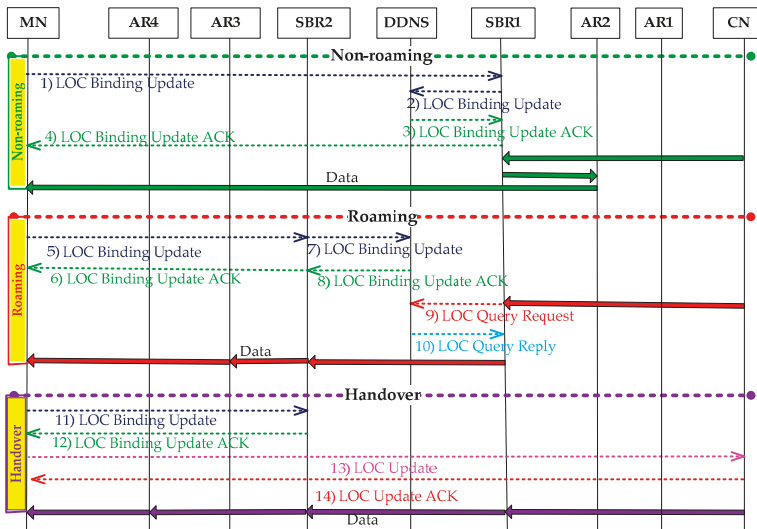 MN AR4 AR3 SBR2 DDNS SBR1 AR2 AR1 CN
Non-roaming
Non-roaming
1) LOC Binding Update
2) LOC Binding Update
3) LOC Binding Update ACK
4) LOC Binding Update ACK
Data
Roaming
Roaming
5) LOC Binding Update
7) LOC Binding Update
6) LOC Binding Update ACK
8) LOC Binding Update ACK
9) LOC Query Request
10) LOC Query Reply
Data
Handover
Handover
11) LOC Binding Update
12) LOC Binding Update ACK
13) LOC Update
14) LOC Update ACK
Data